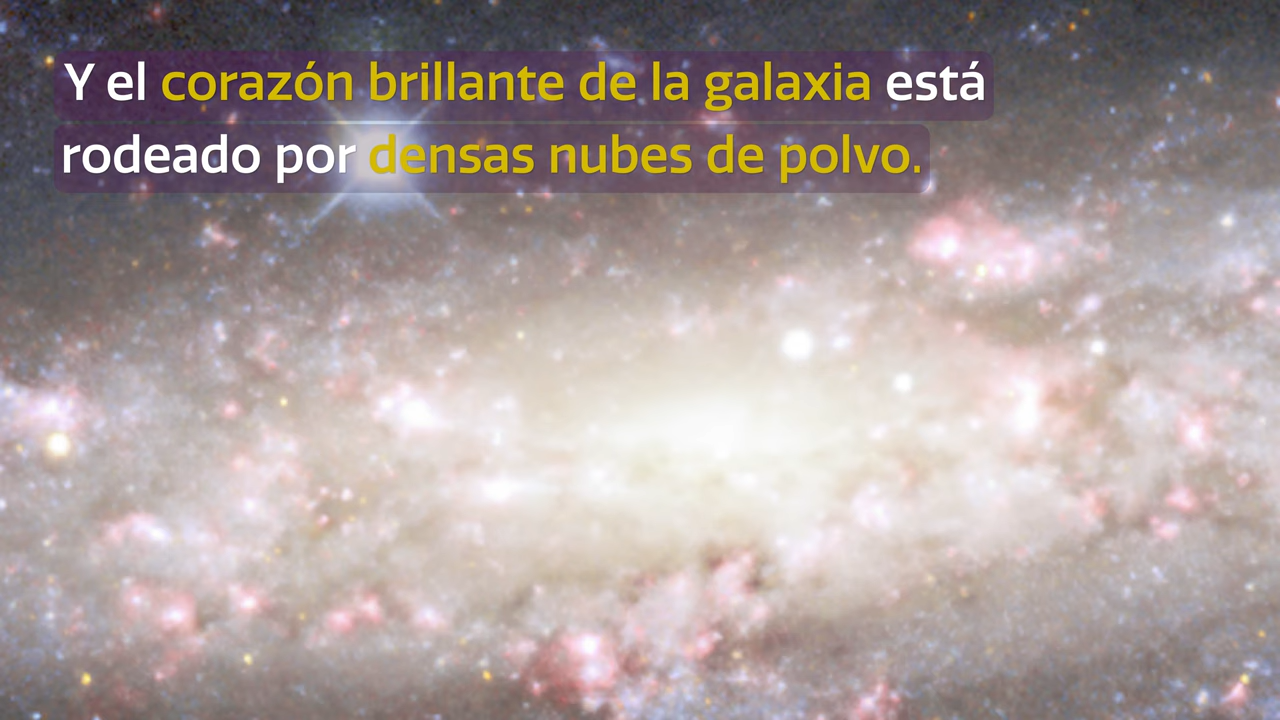 Y el corazón brillante de la galaxia está
rodeado por densas nubes de polvo.